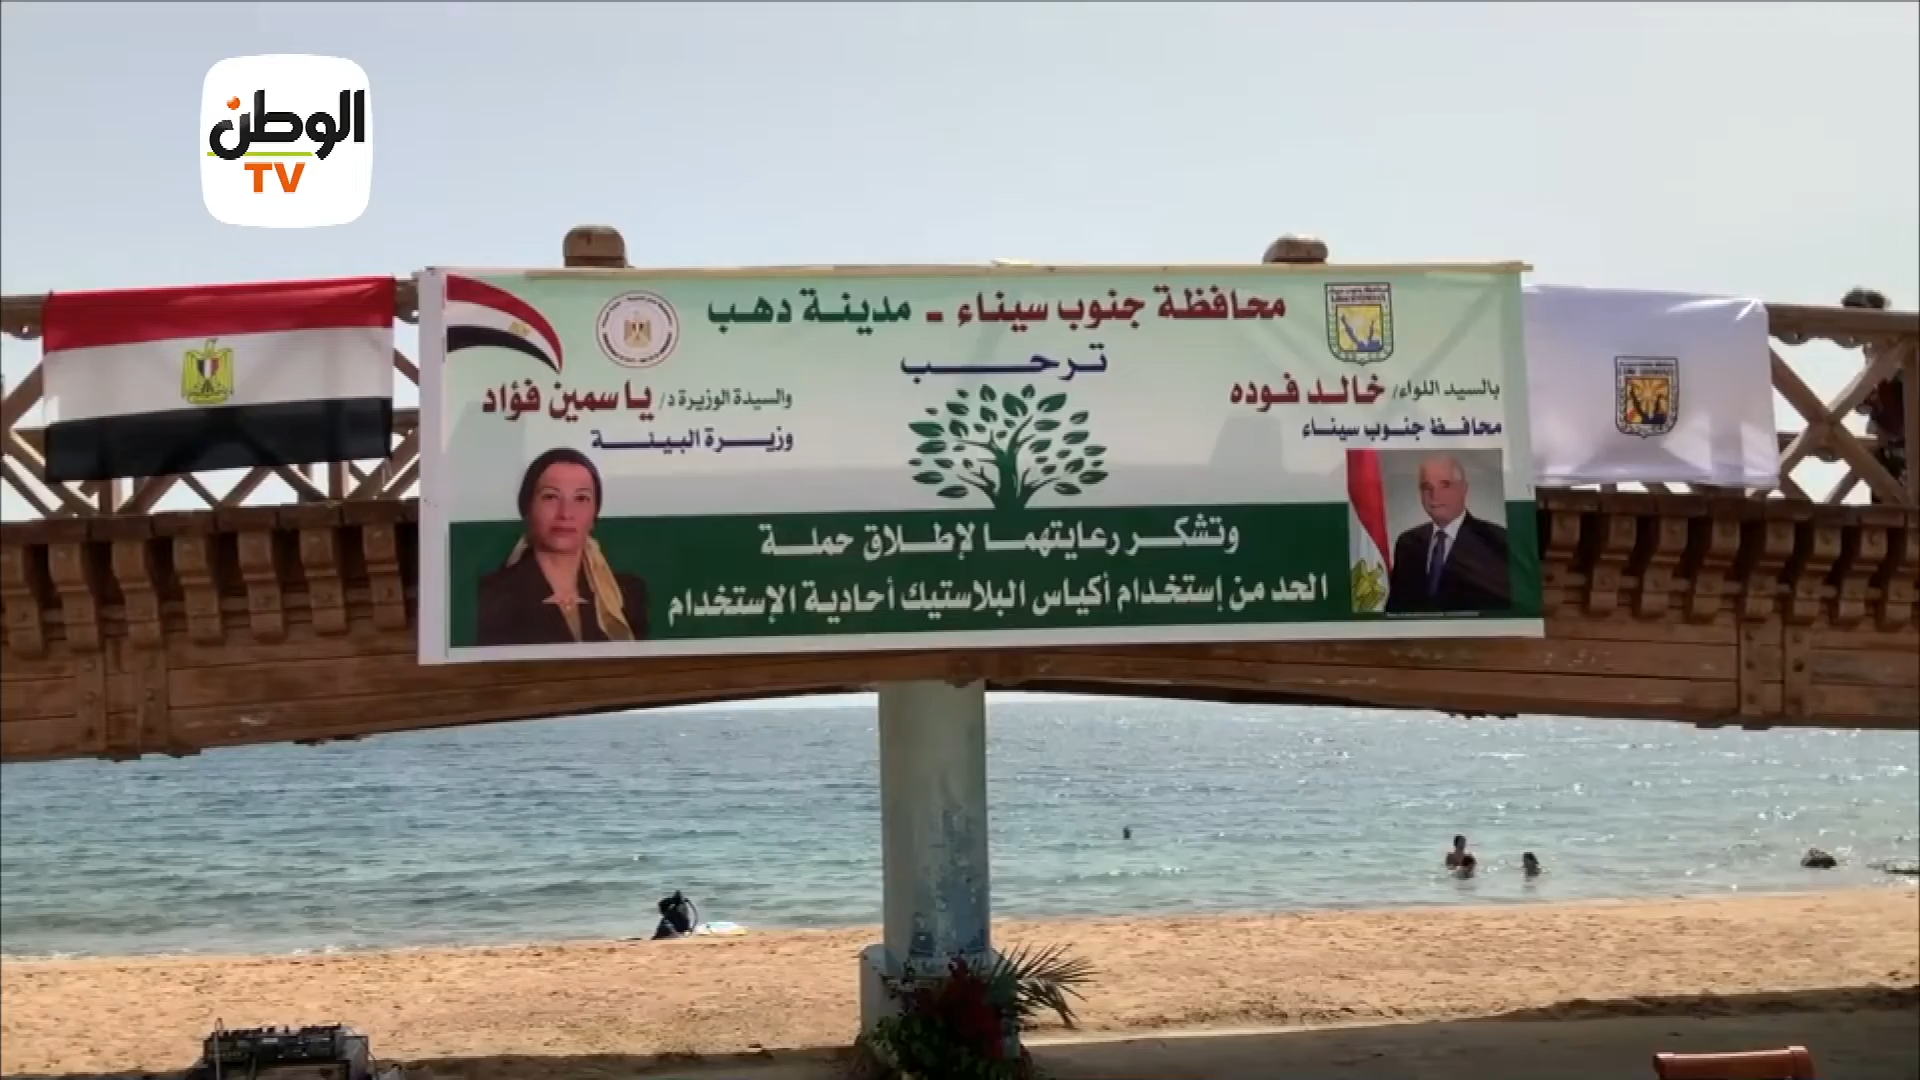 الوطن
TV
محافظة جنوب سيناء - مدينة دهب
ترحب
بالسيد اللواء/ خالد فوده
محافظ جنوب سيناء
والسيدة الوزيرة د/ ياسمين فؤاد
وزيرة البيئة
وتشكر رعايتهما لإطلاق حملة
الحد من إستخدام أكياس البلاستيك أحادية الإستخدام